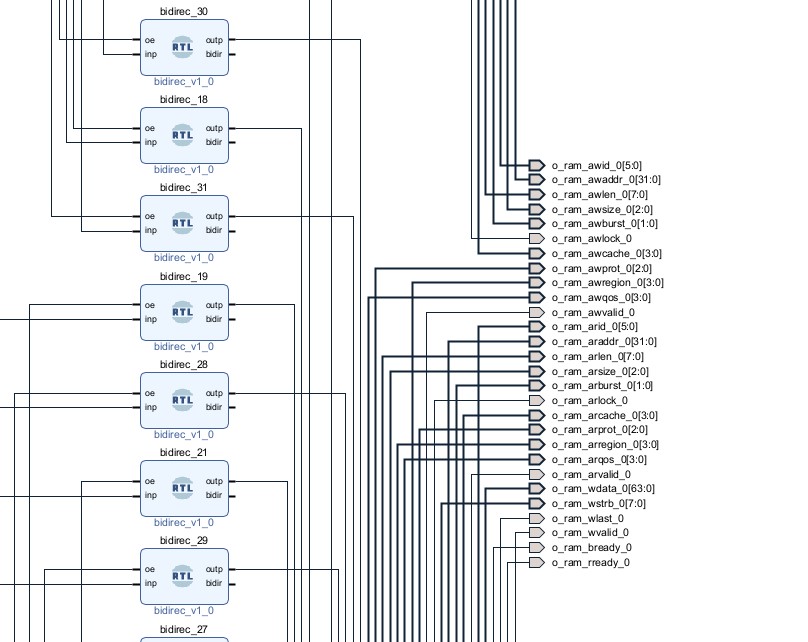 bidirec_30
oe
outp
inp
bidir
RTL
bidirec_v1_0
bidirec_18
oe
outp
inp
bidir
RTL
bidirec_v1_0
bidirec_31
oe
outp
inp
bidir
RTL
bidirec_v1_0
bidirec_19
oe
outp
inp
bidir
RTL
bidirec_v1_0
bidirec_28
oe
outp
inp
bidir
RTL
bidirec_v1_0
bidirec_21
oe
outp
inp
bidir
RTL
bidirec_v1_0
bidirec_29
oe
outp
inp
bidir
RTL
bidirec_v1_0
bidirec_27
o_ram_awid_0[5:0]
o_ram_awaddr_0[31:0]
o_ram_awlen_0[7:0]
o_ram_awsize_0[2:0]
o_ram_awburst_0[1:0]
o_ram_awlock_0
o_ram_awcache_0[3:0]
o_ram_awprot_0[2:0]
o_ram_awregion_0[3:0]
o_ram_awqos_0[3:0]
o_ram_awvalid_0
o_ram_arid_0[5:0]
o_ram_araddr_0[31:0]
o_ram_arlen_0[7:0]
o_ram_arsize_0[2:0]
o_ram_arburst_0[1:0]
o_ram_arlock_0
o_ram_arcache_0[3:0]
o_ram_arprot_0[2:0]
o_ram_arregion_0[3:0]
o_ram_arqos_0[3:0]
o_ram_arvalid_0
o_ram_wdata_0[63:0]
o_ram_wstrb_0[7:0]
o_ram_wlast_0
o_ram_wvalid_0
o_ram_bready_0
o_ram_rready_0